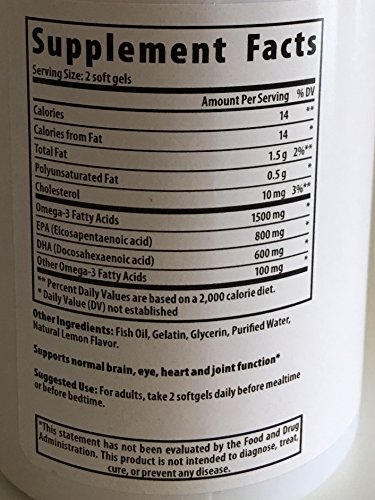 Supplement Facts
Serving Size: 2 soft gels
Amount Per Serving % DV
Calories 14 **
Calories from Fat 14 *
Total Fat 1.5 g 2%**
Polyunsaturated Fat 0.5 g *
Cholesterol 10 mg 3%**
Omega-3 Fatty Acids 1500 mg *
EPA (Eicosapentaenoic acid) 800 mg *
DHA (Docosahexaenoic acid) 600 mg *
Other Omega-3 Fatty Acids 100 mg *
** Percent Daily Values are based on a 2,000 calorie diet.
* Daily Value (DV) not established
Other Ingredients: Fish Oil, Gelatin, Glycerin, Purified Water,
Natural Lemon Flavor.
Supports normal brain, eye, heart and joint function*
Suggested Use: For adults, take 2 softgels daily before mealtime
or before bedtime.
*This statement has not been evaluated by the Food and Drug
Administration. This product is not intended to diagnose, treat,
cure, or prevent any disease.